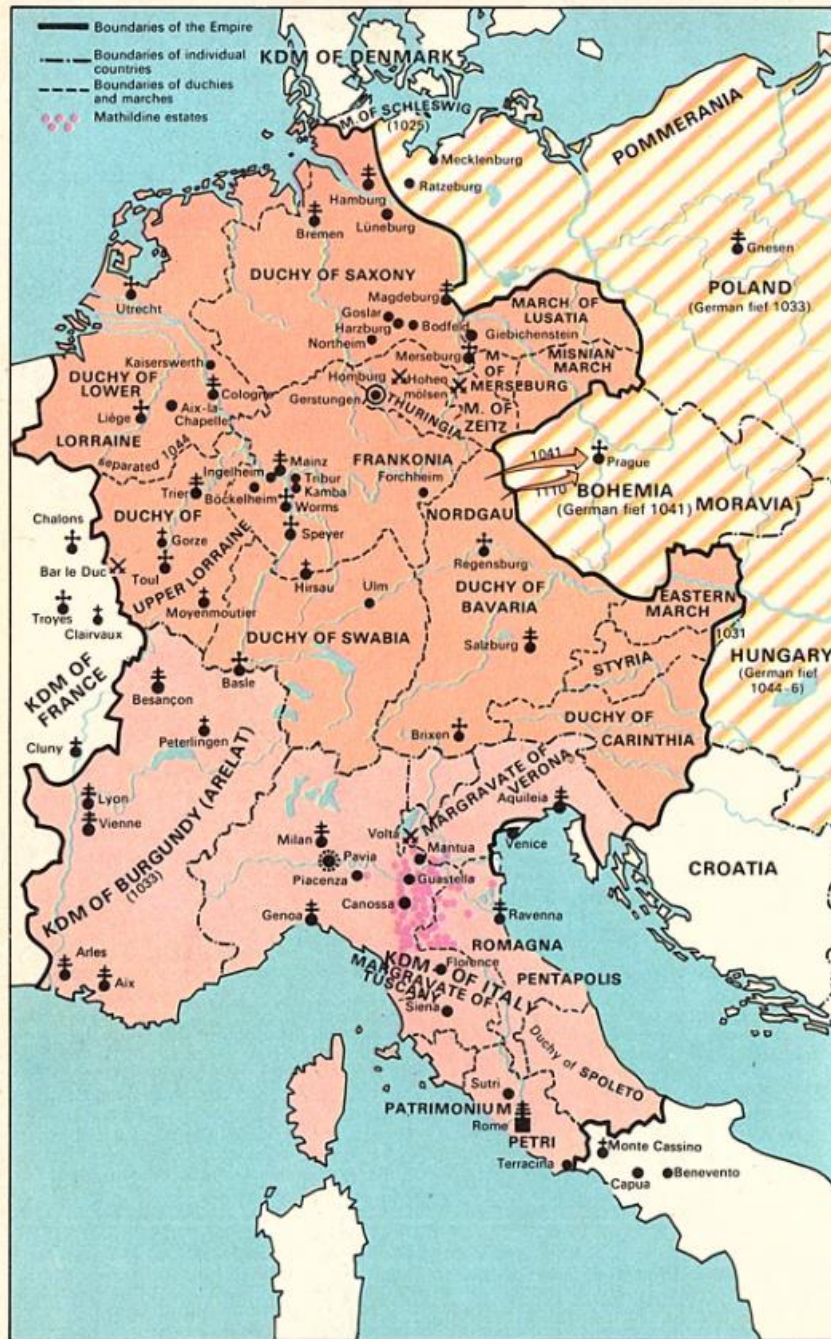 Boundaries of the Empire
Boundaries of individual
countries
Boundaries of duchies
and marches
Mathildine estates
KDM OF DENMARK
M. OF SCHLESWIG
(1025)
POMMERANIA
Mecklenburg
Ratzeburg
Hamburg
Lüneburg
Bremen
Gnesen
POLAND
(German fief 1033)
DUCHY OF SAXONY
Utrecht
Magdeburg
MARCH OF
LUSATIA
Goslar
Harzburg
Bodfeld
Northeim
Giebichenstein
Merseburg
MISNIAN
MARCH
M.
OF
MERSEBURG
Kaiserswerth
DUCHY OF
LOWER
LORRAINE
Cologne
Homburg
Hohen
mölsen
Gerstungen
THURINGIA
M. OF
ZEITZ
Liège
Aix-la
Chapelle
separated 1044
Ingelheim
Mainz
Tribur
Kamba
Trier
Böckelheim
Worms
FRANKONIA
Forchheim
1041
1110
Prague
BOHEMIA
(German fief 1041)
MORAVIA
NORDGAU
Chalons
DUCHY OF
UPPER LORRAINE
Gorze
Speyer
Bar le Duc
Toul
Regensburg
Hirsau
Ulm
Troyes
Clairvaux
Moyenmoutier
DUCHY OF SWABIA
DUCHY OF
BAVARIA
EASTERN
MARCH
1031
HUNGARY
(German fief
1044-6)
Salzburg
STYRIA
KDM OF
FRANCE
Basle
Besançon
DUCHY OF
CARINTHIA
Peterlingen
Brixen
Cluny
Lyon
Vienne
KDM OF BURGUNDY (ARELAT)
(1033)
MARGRAVATE OF
VERONA
Aquileia
Milan
Volta
Venice
Pavia
Mantua
Piacenza
Guastella
CROATIA
Canossa
Genoa
Ravenna
ROMAGNA
Arles
Aix
Florence
KDM OF ITALY
MARGRAVATE OF
TUSCANY
PENTAPOLIS
Siena
Duchy of SPOLETO
Sutri
PATRIMONIUM
Rome
PETRI
Terracina
Monte Cassino
Capua
Benevento